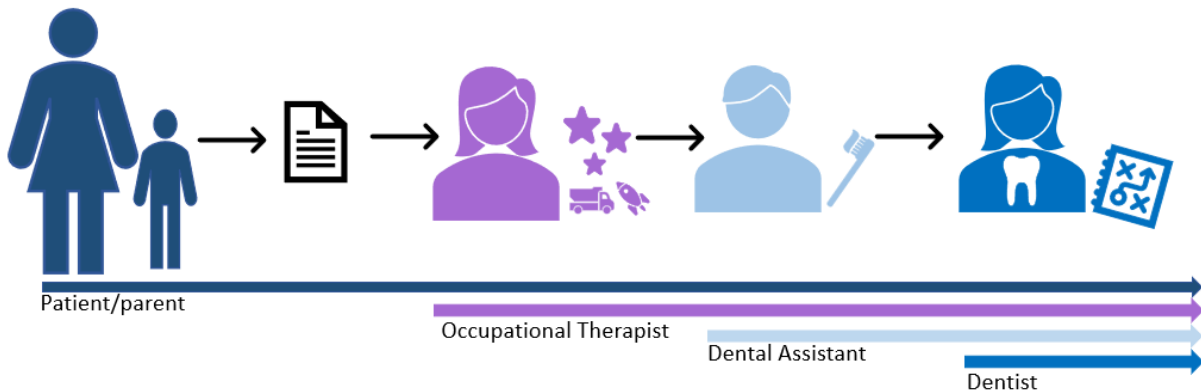 Patient/parent
Occupational Therapist
Dental Assistant
Dentist